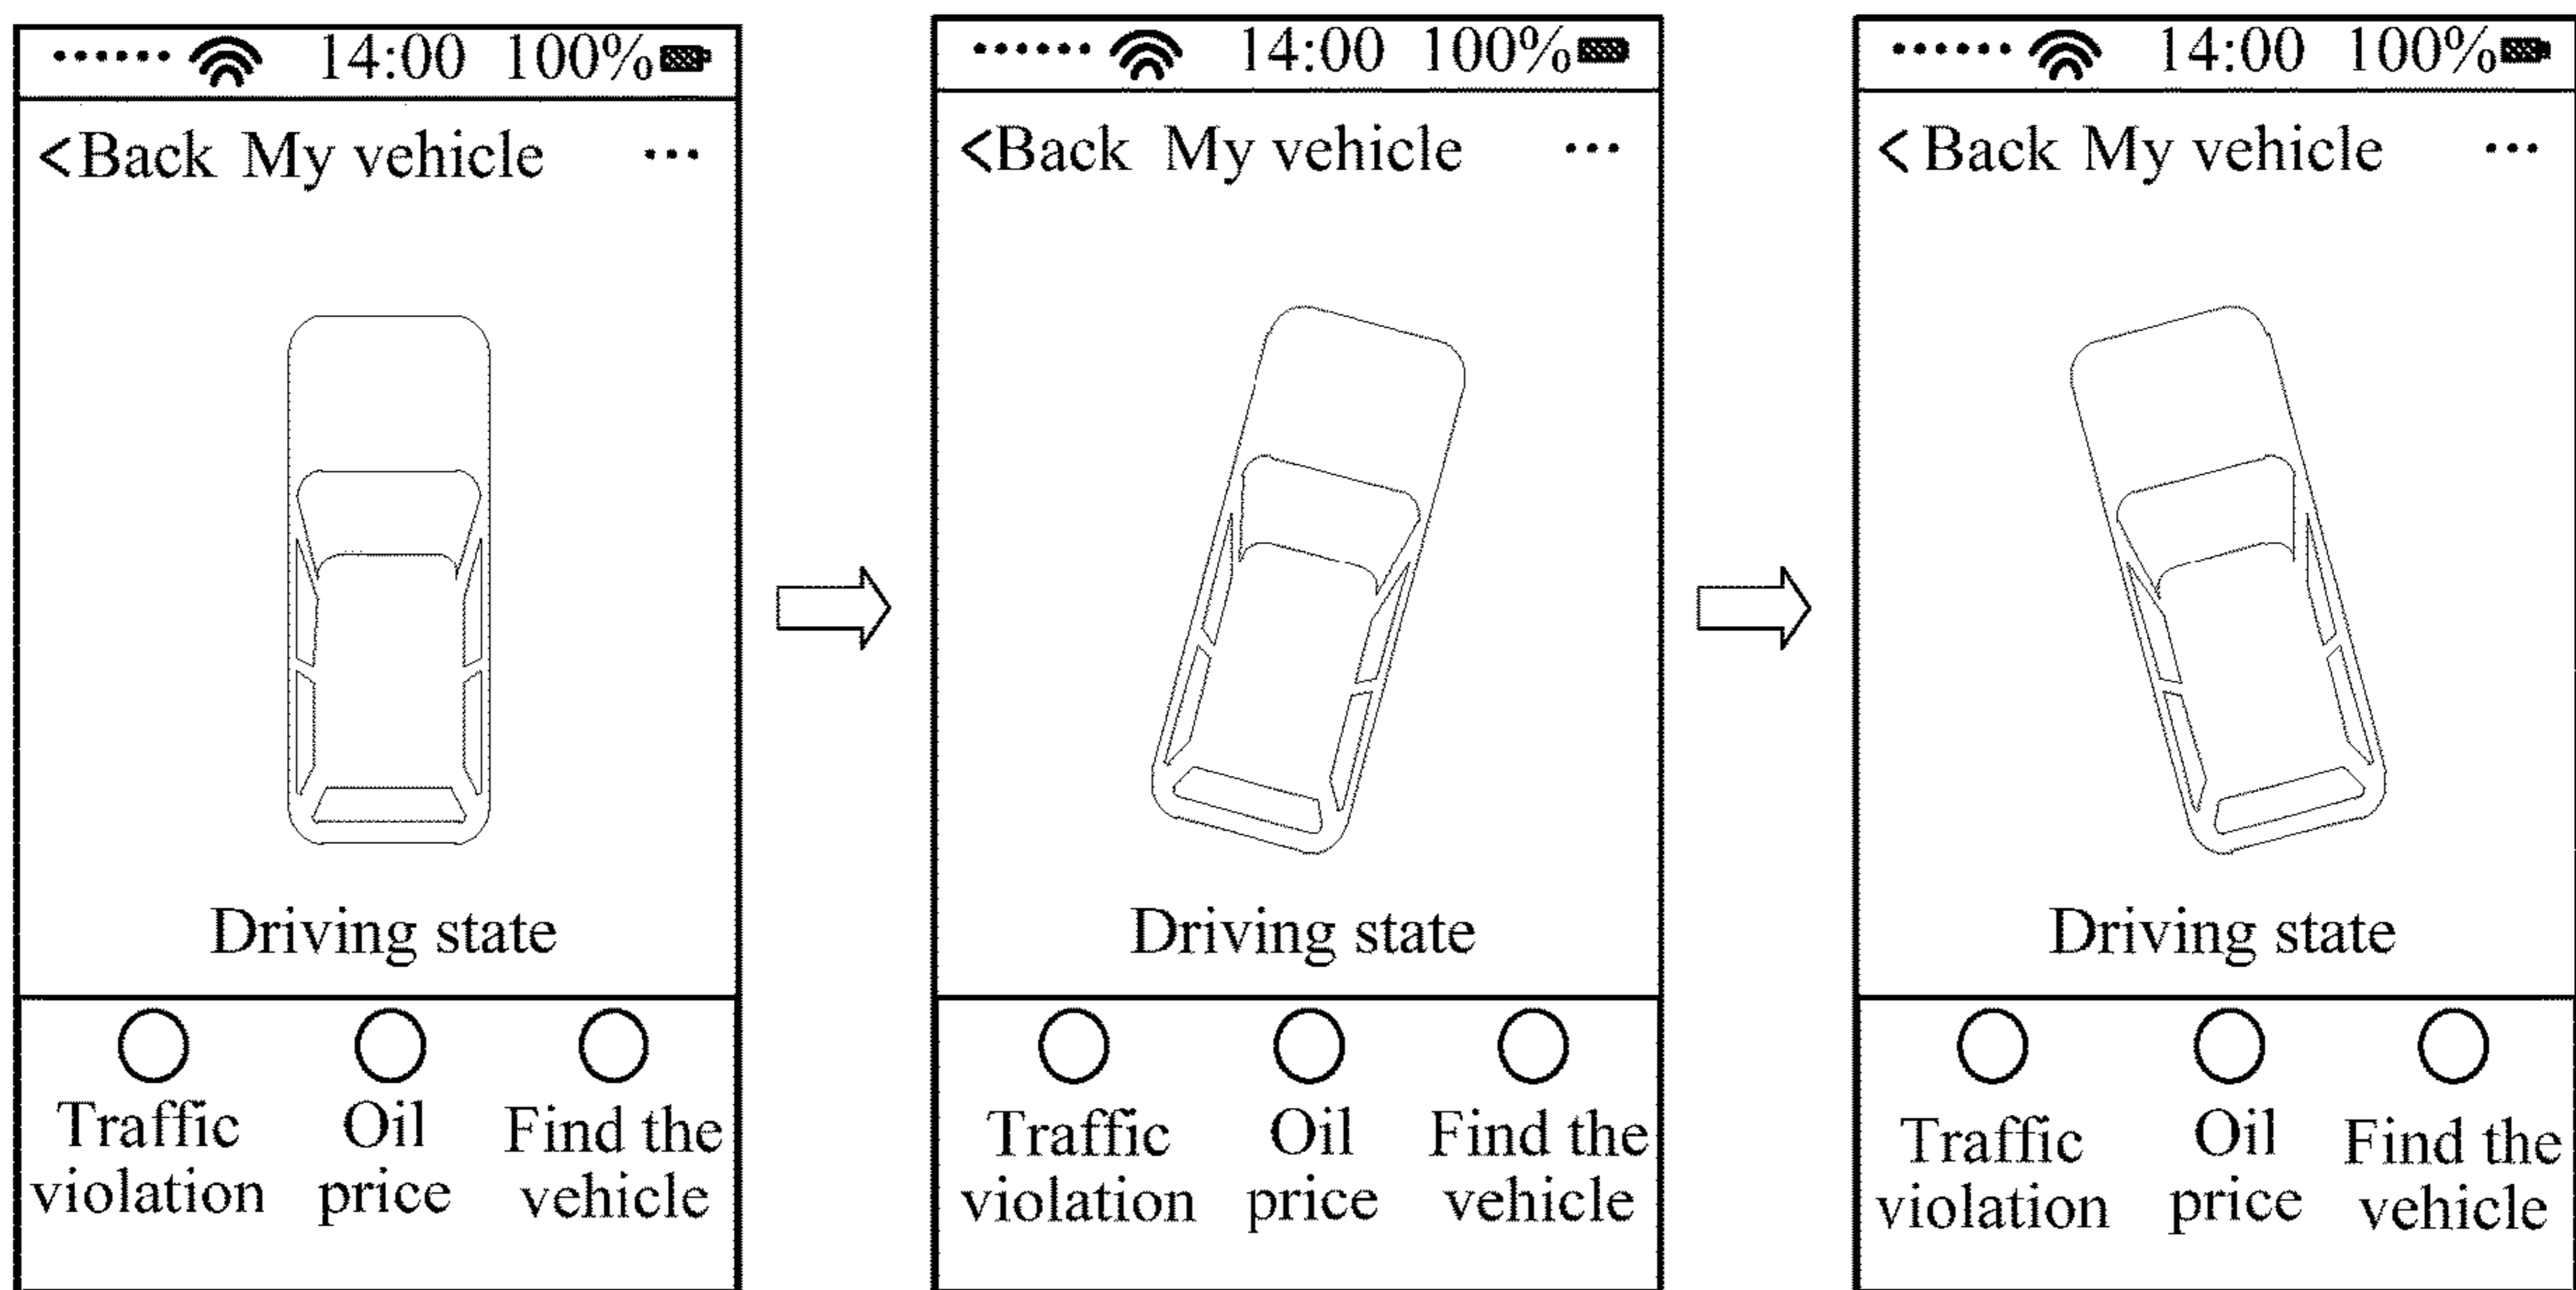 14:00 100%
<Back My vehicle ...
Driving state
Traffic violation
Oil price
Find the vehicle
14:00 100%
<Back My vehicle ...
Driving state
Traffic violation
Oil price
Find the vehicle
14:00 100%
<Back My vehicle ...
Driving state
Traffic violation
Oil price
Find the vehicle